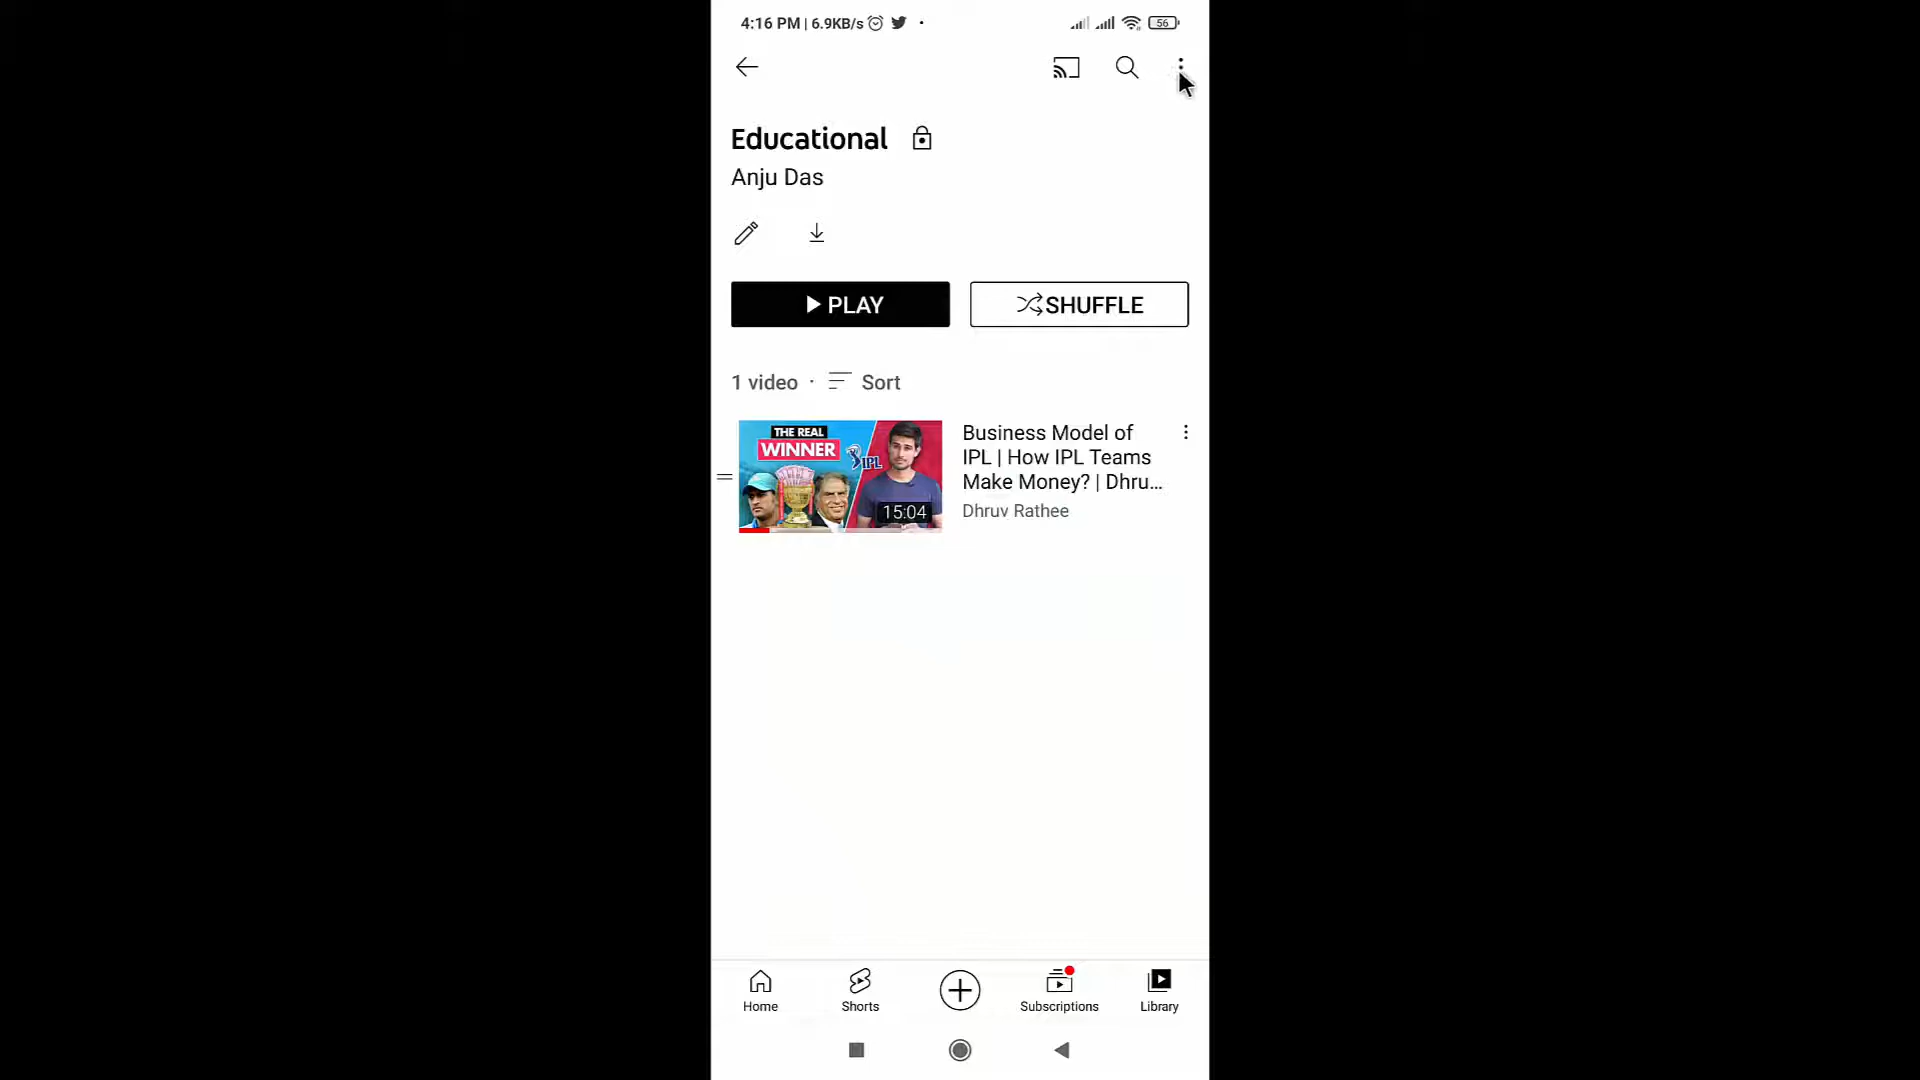 4:16 PM | 6.9KB/s
56
Educational
Anju Das
PLAY
SHUFFLE
1 video · Sort
THE REAL
WINNER
IPL
15:04
Business Model of
IPL | How IPL Teams
Make Money? | Dhru...
Dhruv Rathee
Home
Shorts
Subscriptions
Library